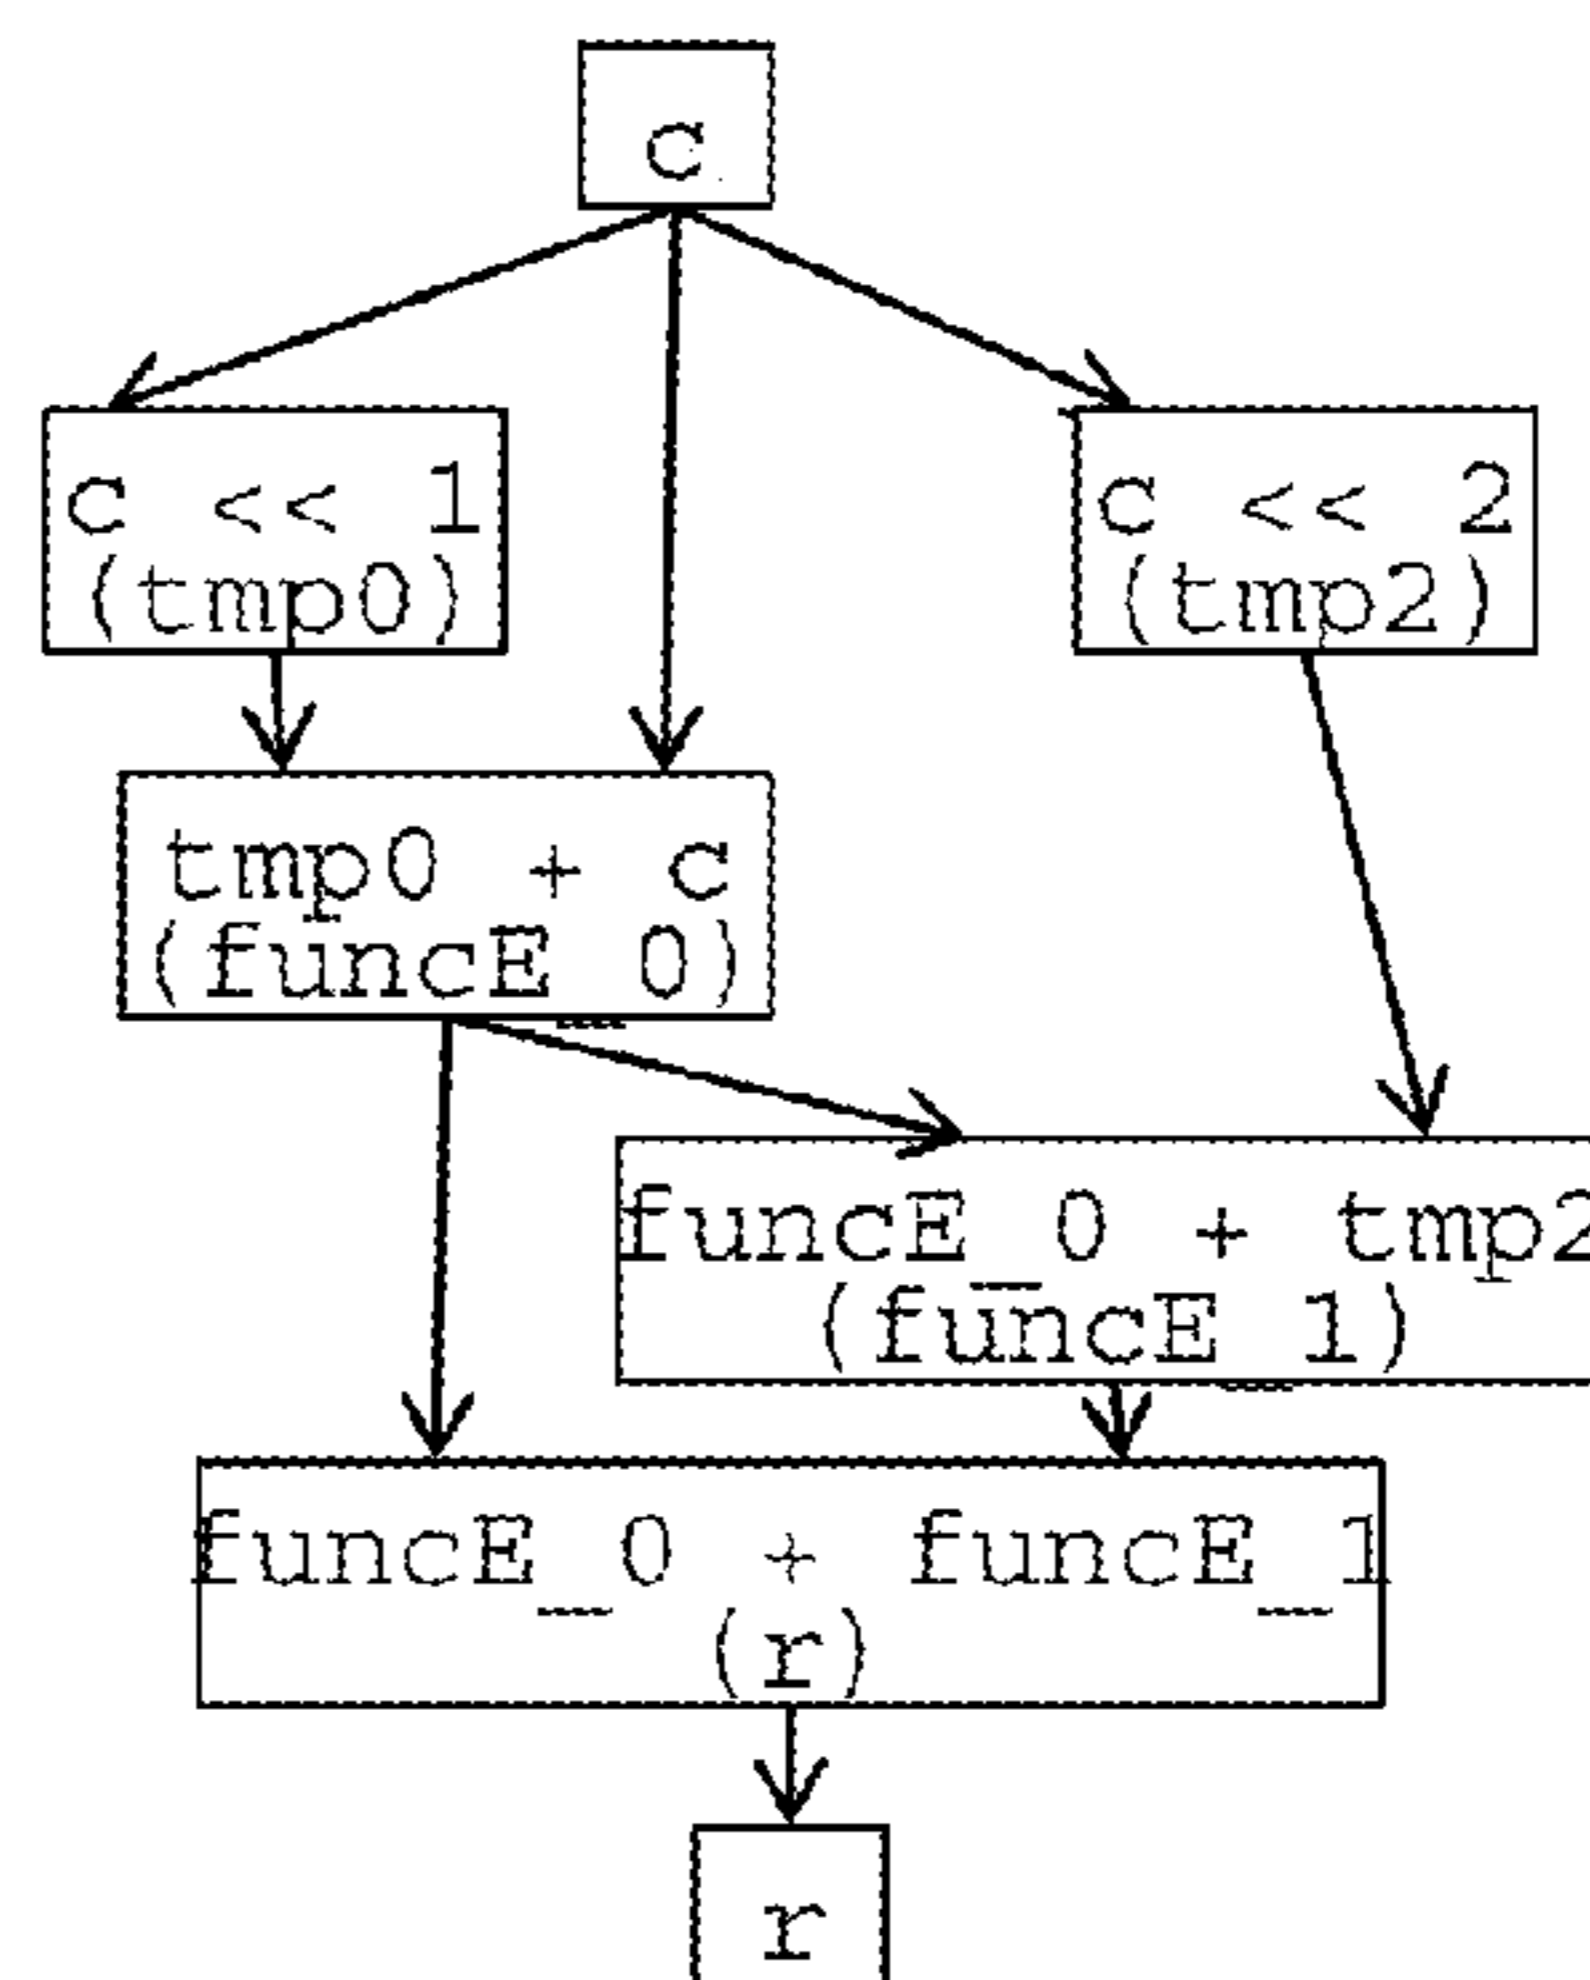 c
c << 1
(tmp0)
c << 2
(tmp2)
tmp0 + c
(funcE_0)
funcE_0 + tmp2
(funcE_1)
funcE_0 + funcE_1
(r)
r